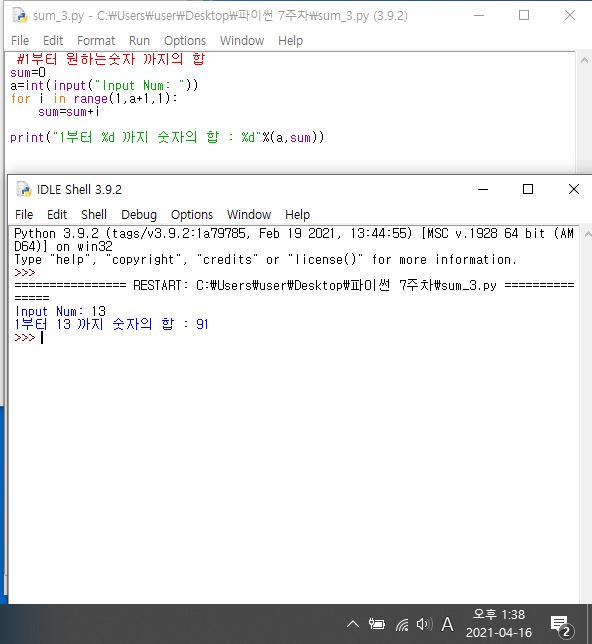 sum_3.py - C:₩Users₩user₩Desktop₩파이썬 7주차₩sum_3.py (3.9.2)
File Edit Format Run Options Window Help
#1부터 원하는숫자 까지의 합
sum=0
a=int(input("Input Num: "))
for i in range(1,a+1,1):
    sum=sum+i
print("1부터 %d 까지 숫자의 합 : %d"%(a,sum))
IDLE Shell 3.9.2
File Edit Shell Debug Options Window Help
Python 3.9.2 (tags/v3.9.2:1a79785, Feb 19 2021, 13:44:55) [MSC v.1928 64 bit (AM
D64)] on win32
Type "help", "copyright", "credits" or "license()" for more information.
>>>
================ RESTART: C:₩Users₩user₩Desktop₩파이썬 7주차₩sum_3.py ==========
=====
Input Num: 13
1부터 13 까지 숫자의 합 : 91
>>>
A
오후 1:38
2021-04-16
2